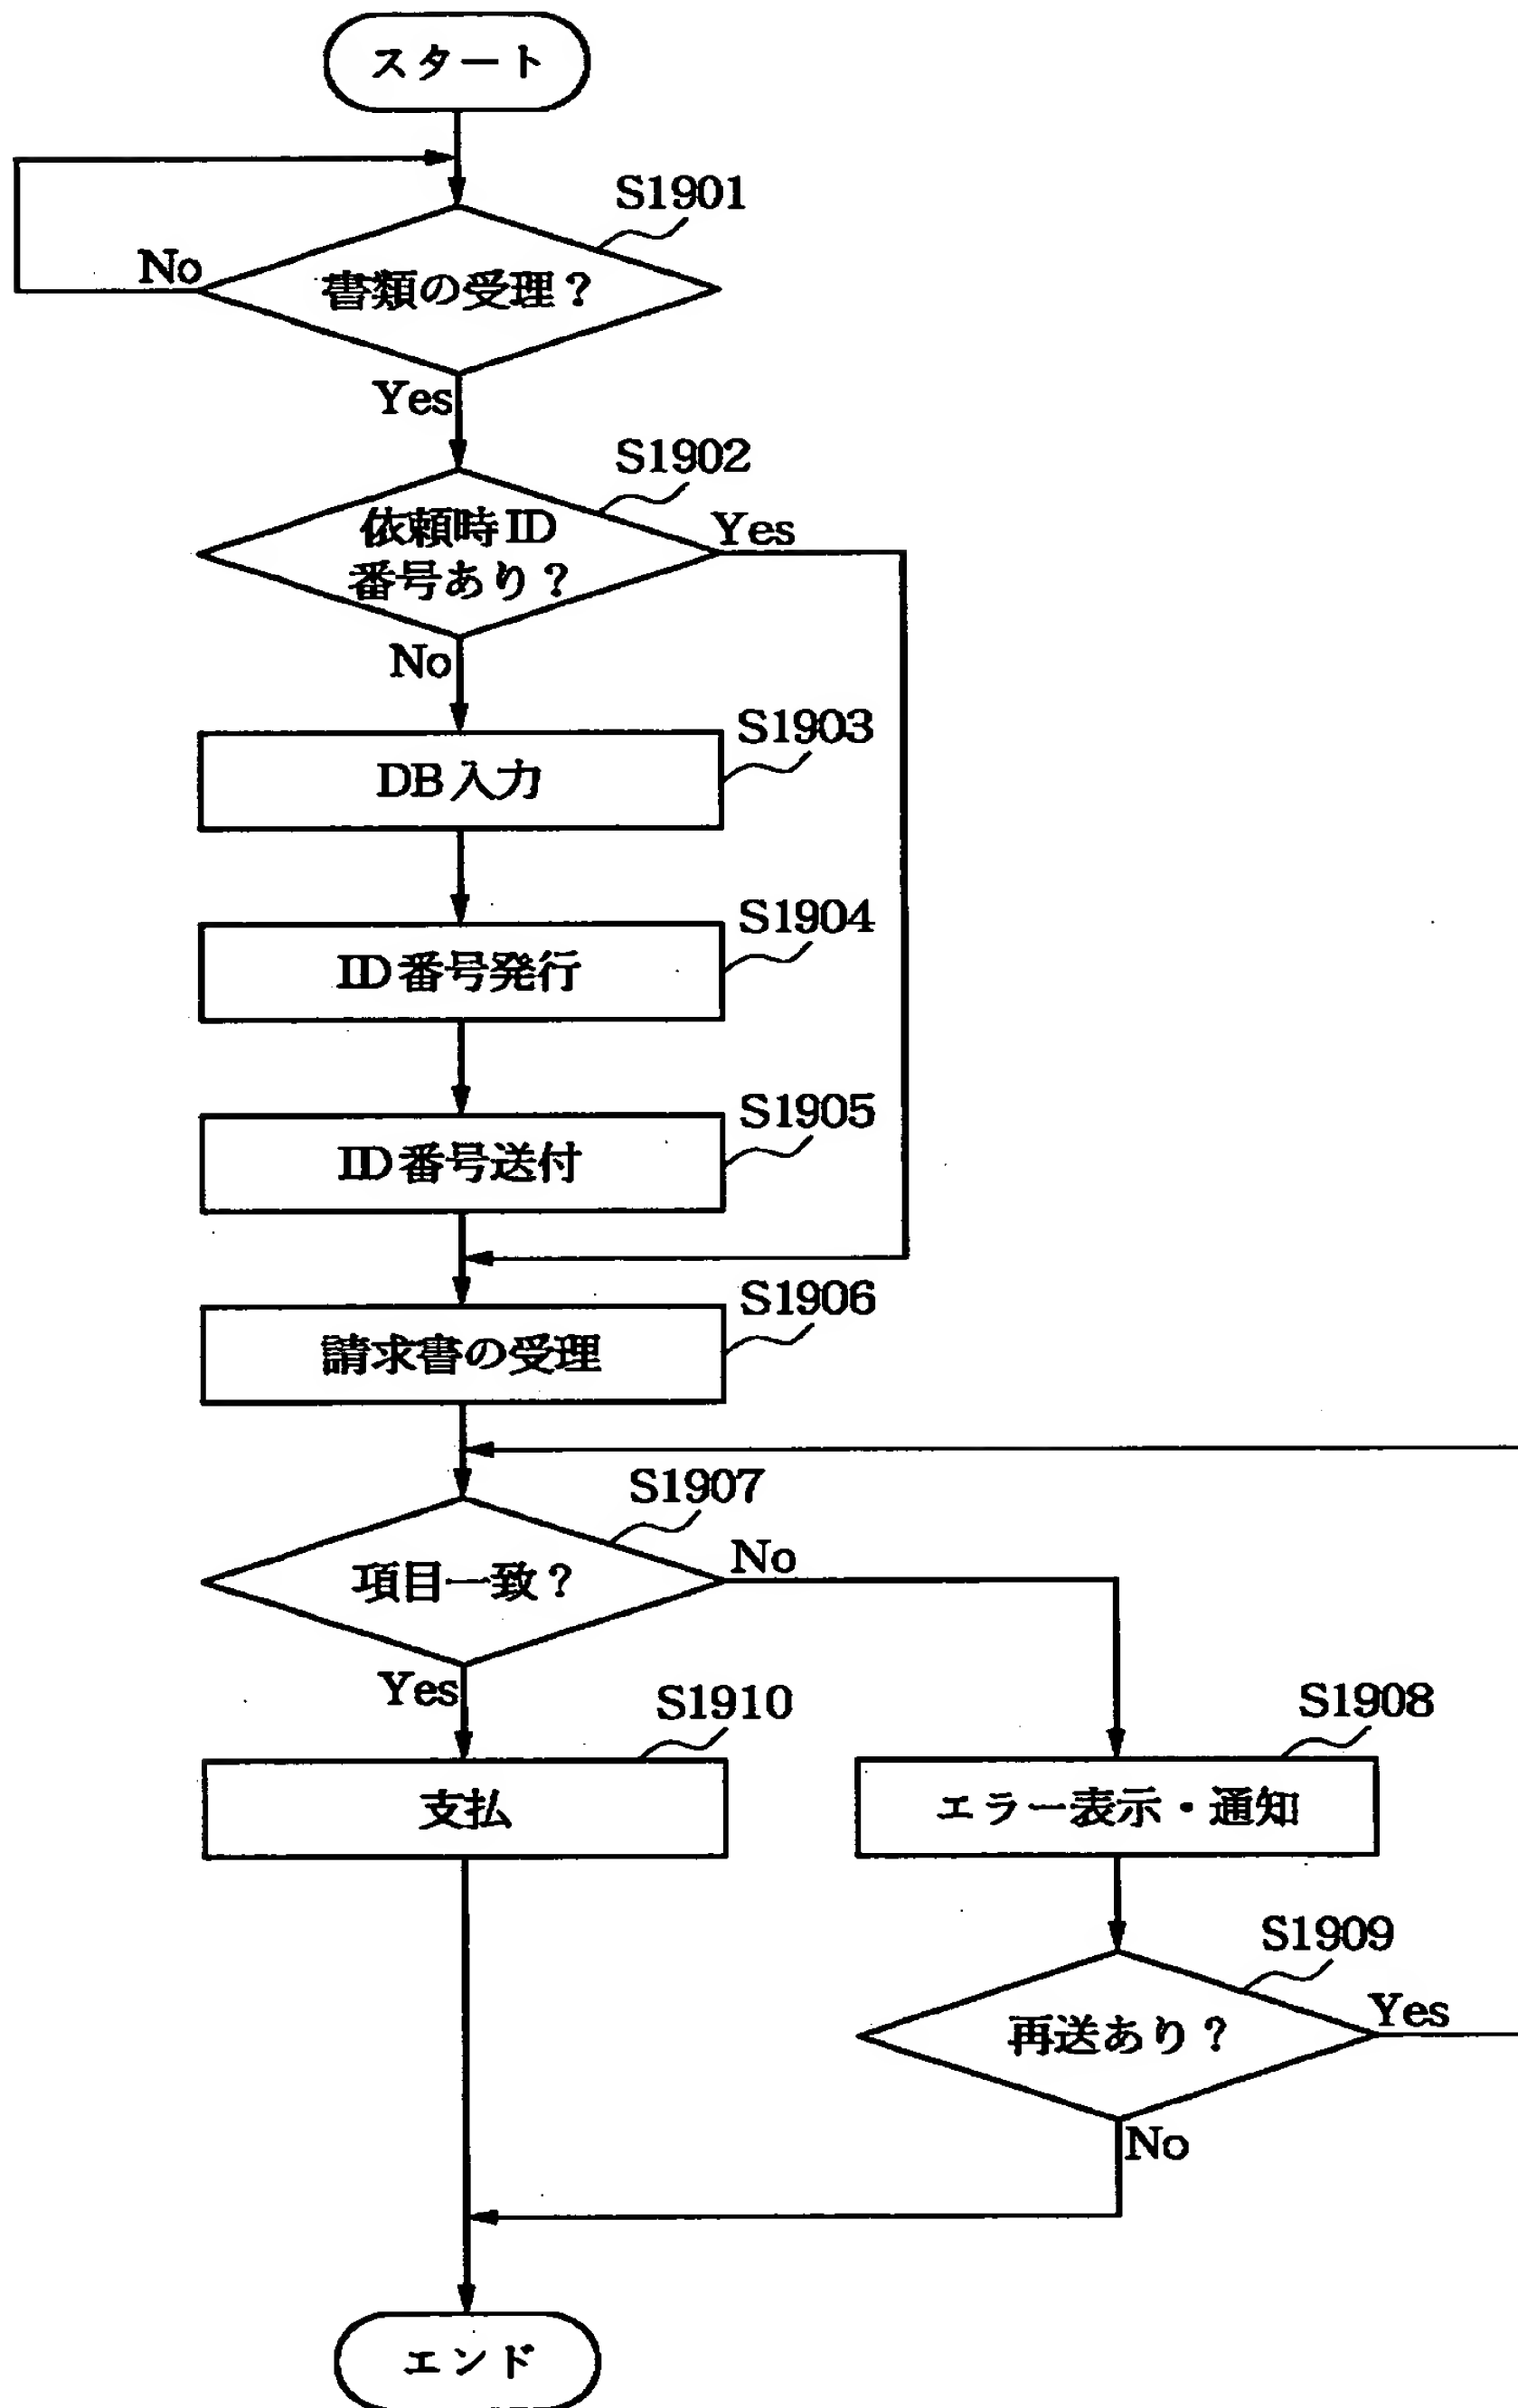 スタート
S1901
No
書類の受理?
Yes
S1902
依頼時ID
番号あり?
Yes
No
S1903
DB入力
S1904
ID番号発行
S1905
ID番号送付
S1906
請求書の受理
S1907
項目一致?
No
Yes
S1910
支払
S1908
エラー表示・通知
S1909
再送あり?
Yes
No
エンド